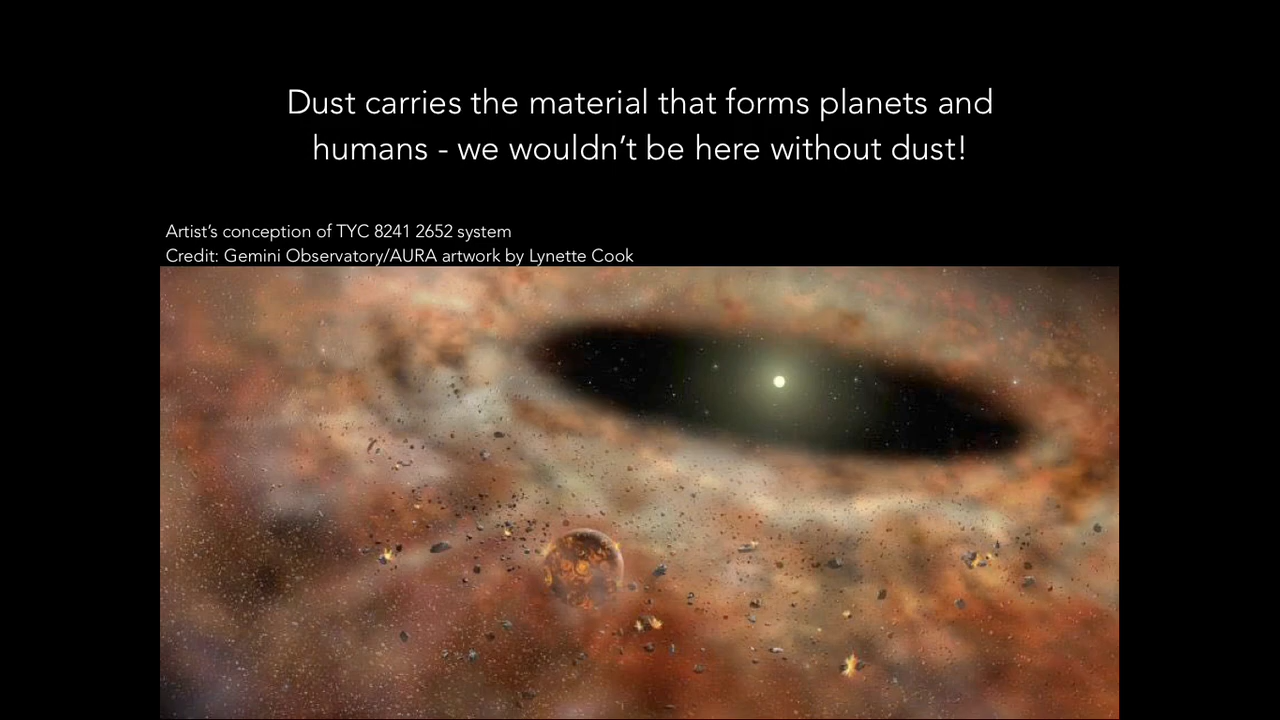 Dust carries the material that forms planets and
humans - we wouldn’t be here without dust!
Artist’s conception of TYC 8241 2652 system
Credit: Gemini Observatory/AURA artwork by Lynette Cook